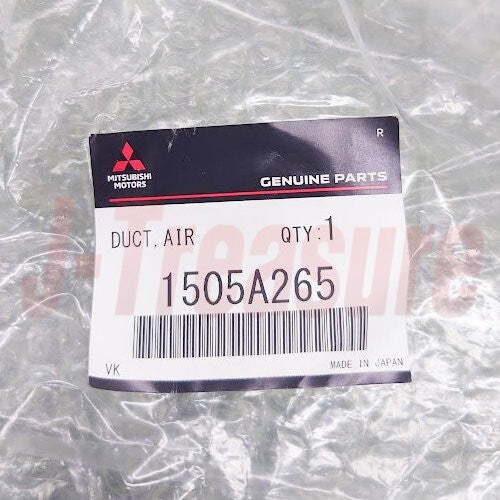 R
MITSUBISHI
MOTORS
GENUINE PARTS
DUCT, AIR QTY:1
1505A265
VK MADE IN JAPAN
J-Treasure